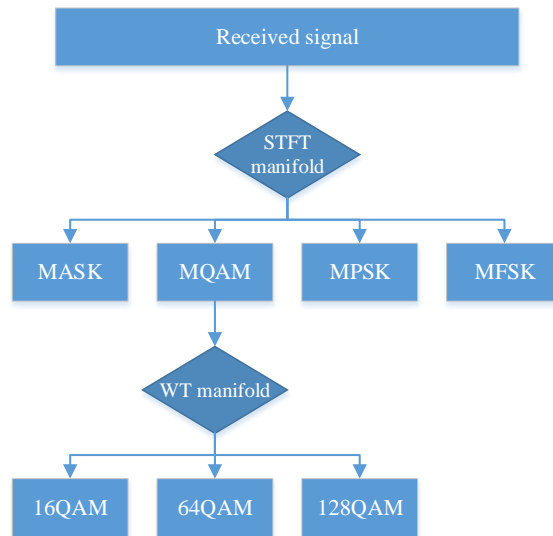 Received signal
STFT
manifold
MASK
MQAM
MPSK
MFSK
WT manifold
16QAM
64QAM
128QAM